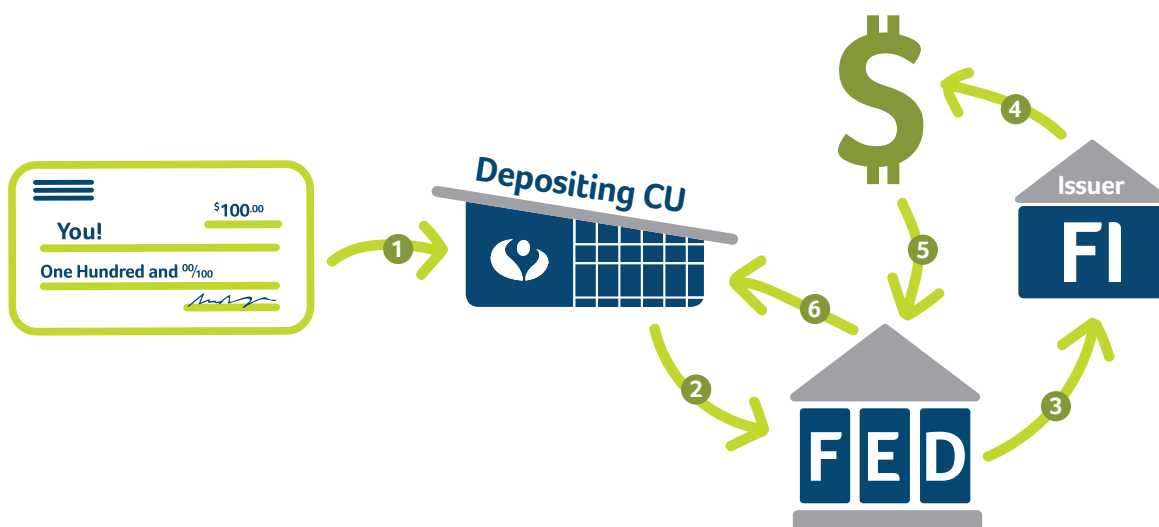 $100.00
You!
One Hundred and 00/100
1
Depositing CU
2
3
4
5
6
Issuer
FI
FED